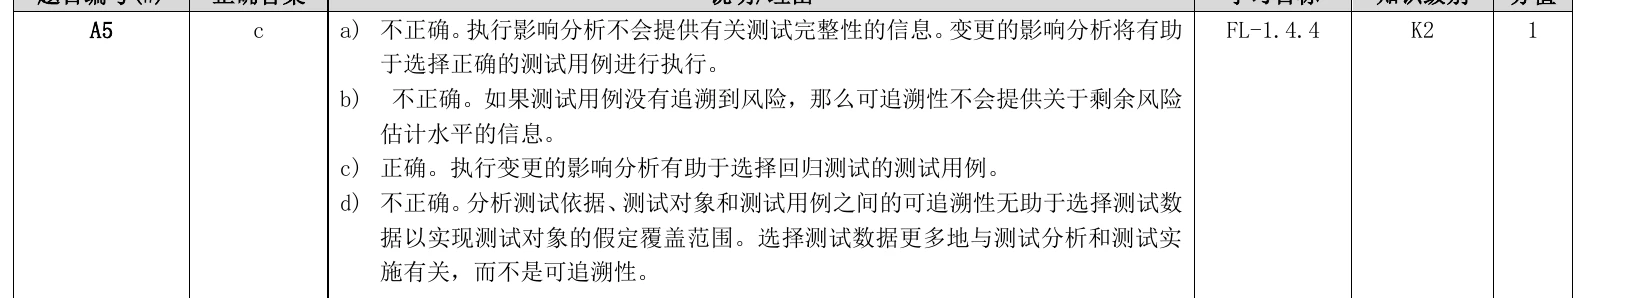 A5 c a) 不正确。执行影响分析不会提供有关测试完整性的信息。变更的影响分析将有助 FL-1.4.4 K2 1
于选择正确的测试用例进行执行。
b) 不正确。如果测试用例没有追溯到风险，那么可追溯性不会提供关于剩余风险
估计水平的信息。
c) 正确。执行变更的影响分析有助于选择回归测试的测试用例。
d) 不正确。分析测试依据、测试对象和测试用例之间的可追溯性无助于选择测试数
据以实现测试对象的假定覆盖范围。选择测试数据更多地与测试分析和测试实
施有关，而不是可追溯性。